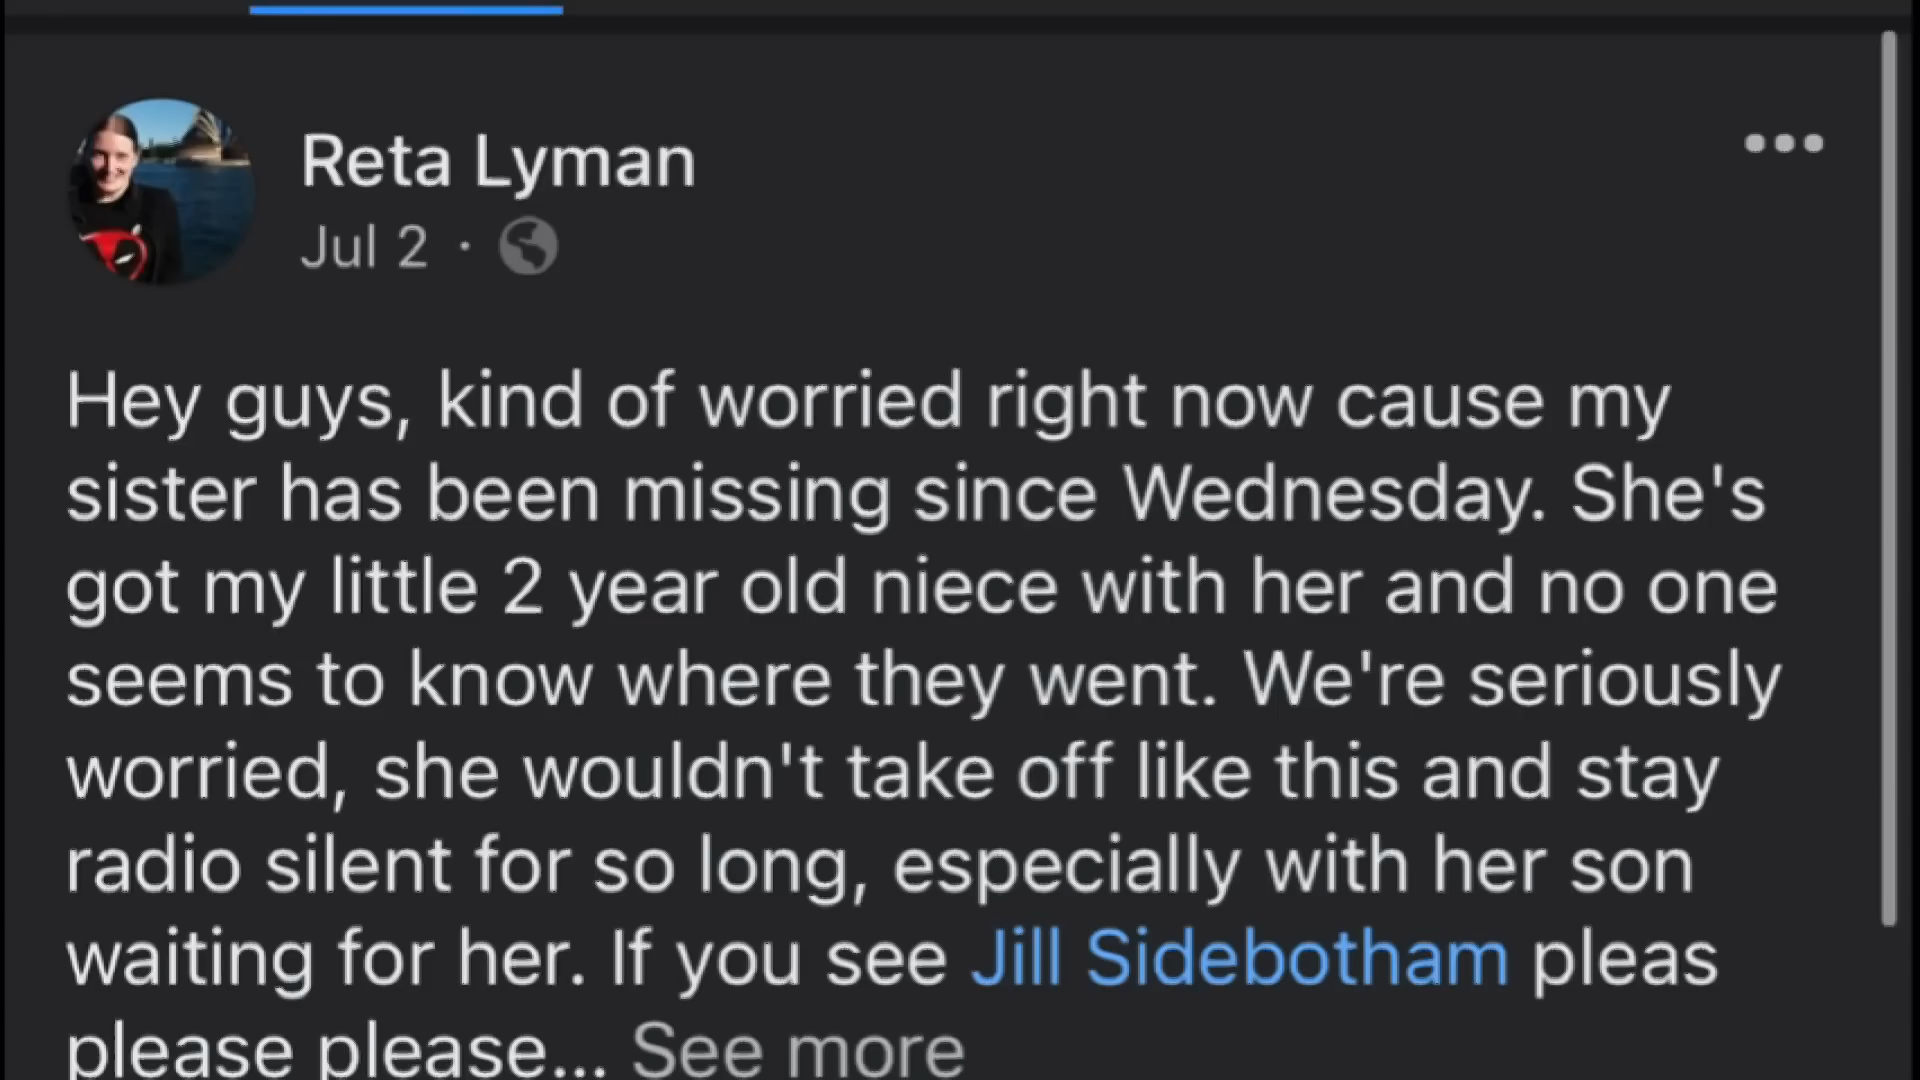 Reta Lyman
Jul 2 ·
Hey guys, kind of worried right now cause my
sister has been missing since Wednesday. She's
got my little 2 year old niece with her and no one
seems to know where they went. We're seriously
worried, she wouldn't take off like this and stay
radio silent for so long, especially with her son
waiting for her. If you see Jill Sidebotham pleas
please please... See more